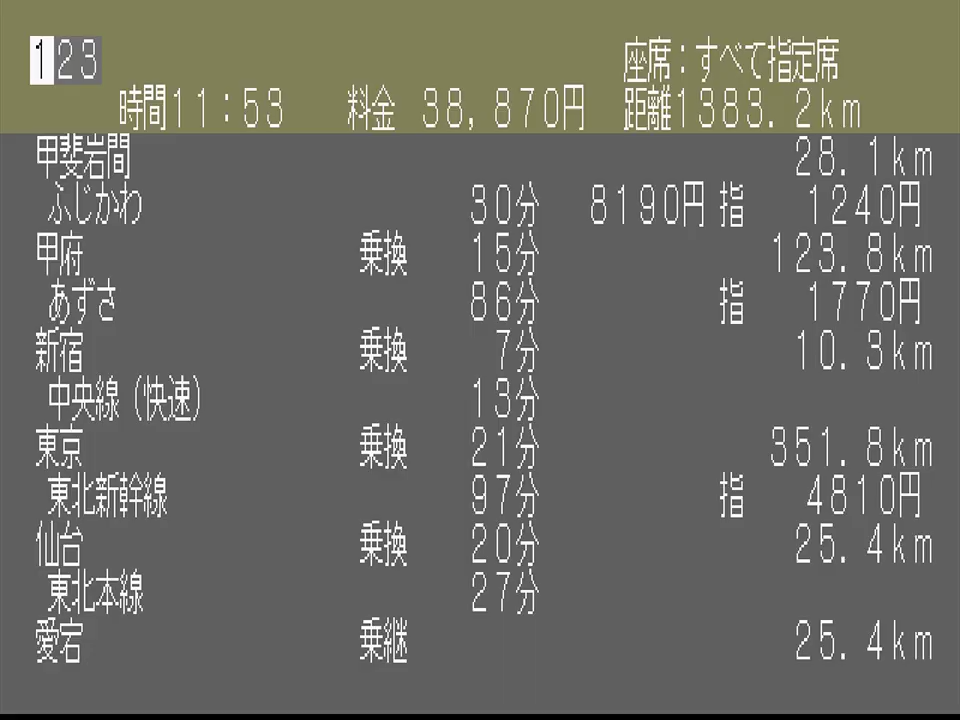 123 座席:すべて指定席
時間11:53 料金 38,870円 距離1383.2km
甲斐岩間 28.1km
ふじかわ 30分 8190円 指 1240円
甲府 乗換 15分 123.8km
あずさ 86分 指 1770円
新宿 乗換 7分 10.3km
中央線(快速) 13分
東京 乗換 21分 351.8km
東北新幹線 97分 指 4810円
仙台 乗換 20分 25.4km
東北本線 27分
愛宕 乗継 25.4km